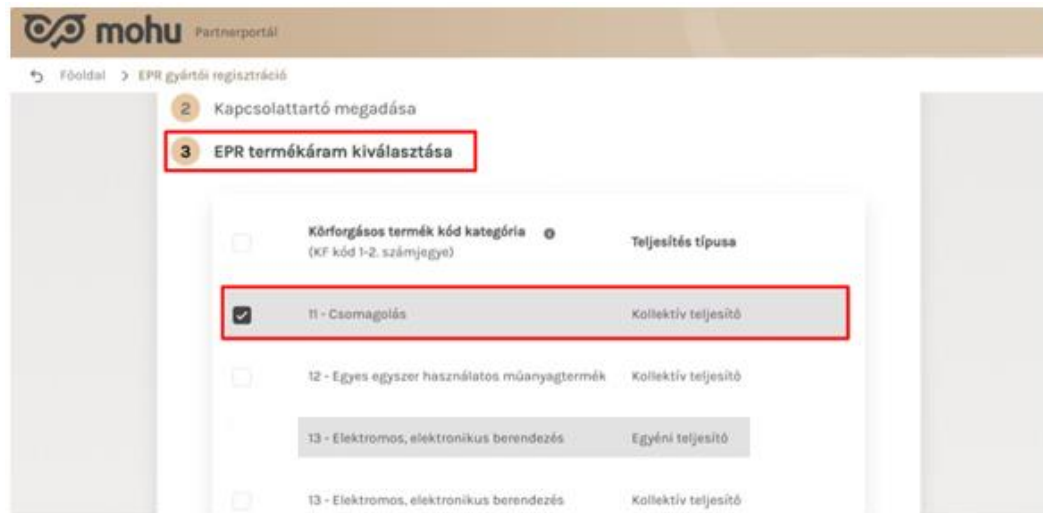 mohu Partnerportál
Főoldal > EPR gyártói regisztráció
2 Kapcsolattartó megadása
3 EPR termékáram kiválasztása
Körforgásos termék kód kategória
(KF kód 1-2. számjegye)
Teljesítés típusa
11 - Csomagolás Kollektív teljesítő
12 - Egyes egyszer használatos műanyagtermék Kollektív teljesítő
13 - Elektromos, elektronikus berendezés Egyéni teljesítő
13 - Elektromos, elektronikus berendezés Kollektív teljesítő